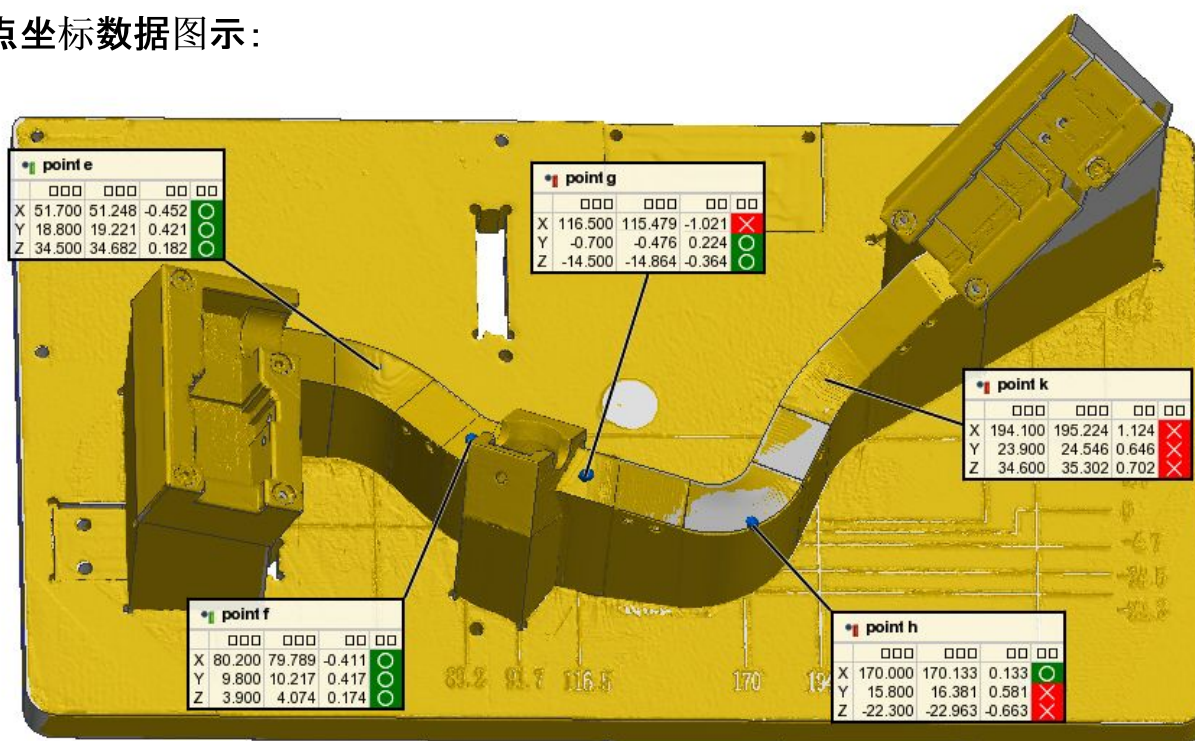 点坐标数据图示:
point e
X 51.700 51.248 -0.452
Y 18.800 19.221 0.421
Z 34.500 34.682 0.182
point g
X 116.500 115.479 -1.021
Y -0.700 -0.476 0.224
Z -14.500 -14.864 -0.364
point k
X 194.100 195.224 1.124
Y 23.900 24.546 0.646
Z 34.600 35.302 0.702
point f
X 80.200 79.789 -0.411
Y 9.800 10.217 0.417
Z 3.900 4.074 0.174
point h
X 170.000 170.133 0.133
Y 15.800 16.381 0.581
Z -22.300 -22.963 -0.663
116.5
170